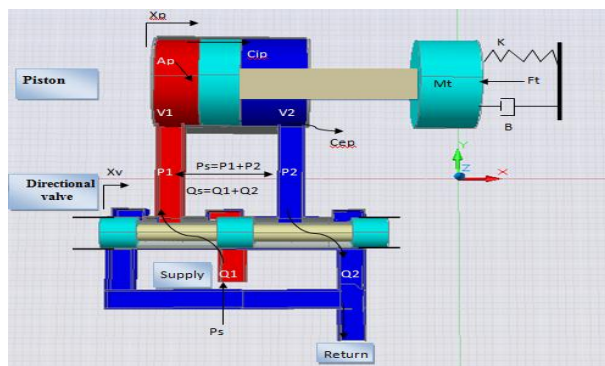 Xp
Ap
Cip
K
Piston
Mt
Ft
V1
V2
B
Cep
P1
Ps=P1+P2
P2
Xv
Qs=Q1+Q2
Directional
valve
Y
Z
X
Supply
Q1
Q2
Ps
Return